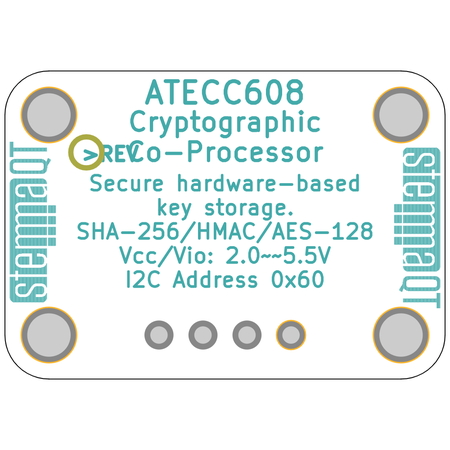 ATECC608
Cryptographic
>REV
Co-Processor
Secure hardware-based
key storage.
SHA-256/HMAC/AES-128
Vcc/Vio: 2.0~~5.5V
I2C Address 0x60
stemmaQT
stemmaQT